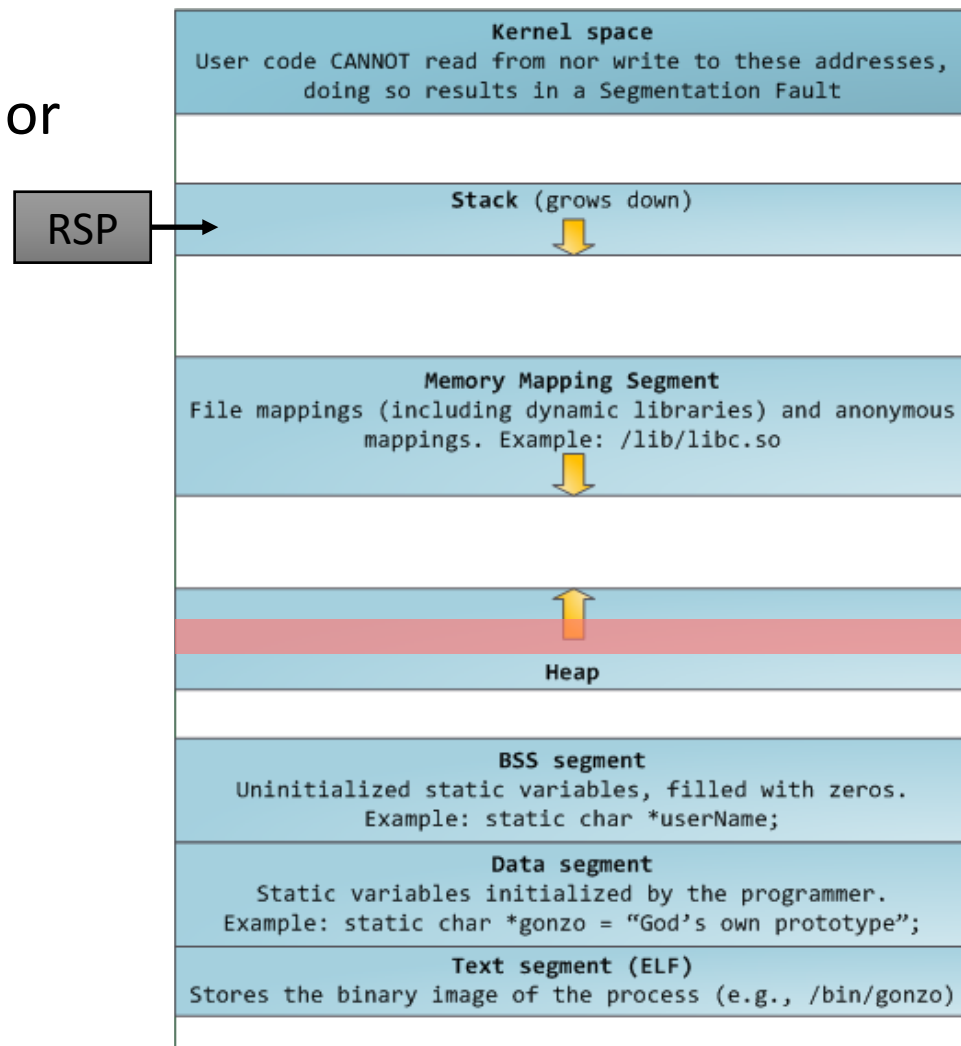 Kernel space
User code CANNOT read from nor write to these addresses,
doing so results in a Segmentation Fault
or
RSP
Stack (grows down)
Memory Mapping Segment
File mappings (including dynamic libraries) and anonymous
mappings. Example: /lib/libc.so
Heap
BSS segment
Uninitialized static variables, filled with zeros.
Example: static char *userName;
Data segment
Static variables initialized by the programmer.
Example: static char *gonzo = “God’s own prototype”;
Text segment (ELF)
Stores the binary image of the process (e.g., /bin/gonzo)